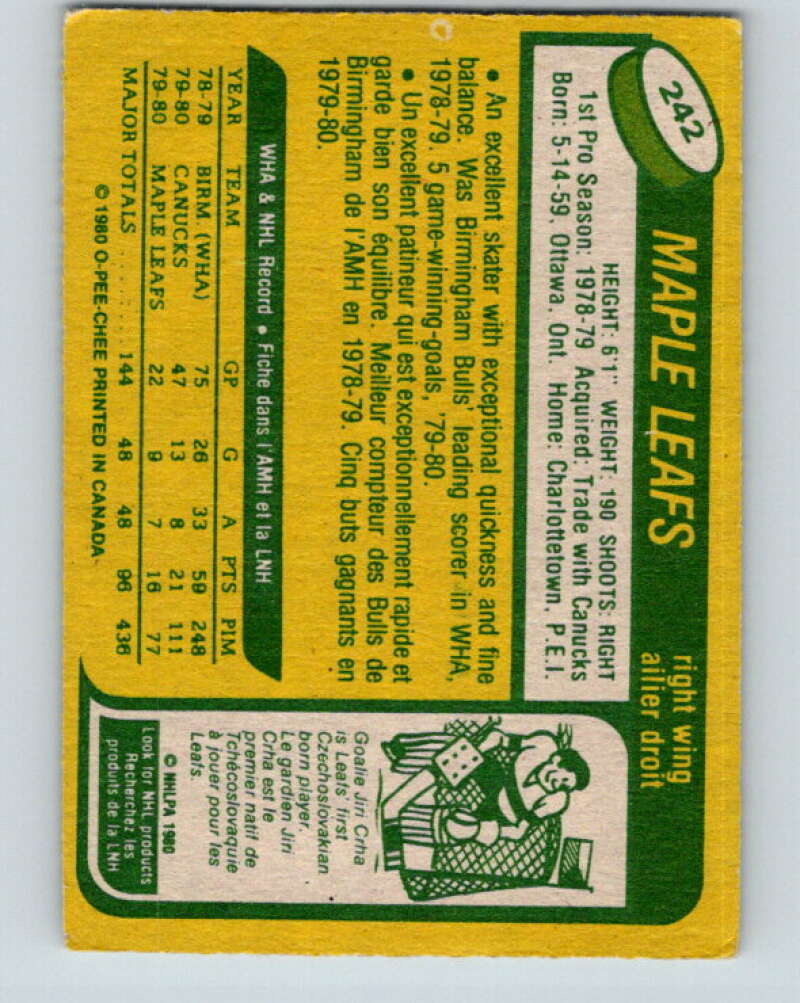 242
MAPLE LEAFS
right wing
ailier droit
HEIGHT: 6'1" WEIGHT: 190 SHOOTS: RIGHT
1st Pro Season: 1978-79 Acquired: Trade with Canucks
Born: 5-14-59. Ottawa, Ont. Home: Charlottetown, P.E.I.
• An excellent skater with exceptional quickness and fine
balance. Was Birmingham Bulls' leading scorer in WHA,
1978-79. 5 game-winning-goals, '79-80.
• Un excellent patineur qui est exceptionnellement rapide et
garde bien son équilibre. Meilleur compteur des Bulls de
Birmingham de l'AMH en 1978-79. Cinq buts gagnants en
1979-80.
WHA & NHL Record • Fiche dans l'AMH et la LNH
YEAR TEAM GP G A PTS PIM
78-79 BIRM (WHA) 75 26 33 59 248
79-80 CANUCKS 47 13 8 21 111
79-80 MAPLE LEAFS 22 9 7 16 77
MAJOR TOTALS ........ 144 48 48 96 436
© 1980 O-PEE-CHEE PRINTED IN CANADA
Goalie Jiri Crha
is Leafs' first
Czechoslovakian
born player.
Le gardien Jiri
Crha est le
premier natif de
Tchécoslovaquie
à jouer pour les
Leafs.
© NHLPA 1980
Look for NHL products
Recherchez les
produits de la LNH